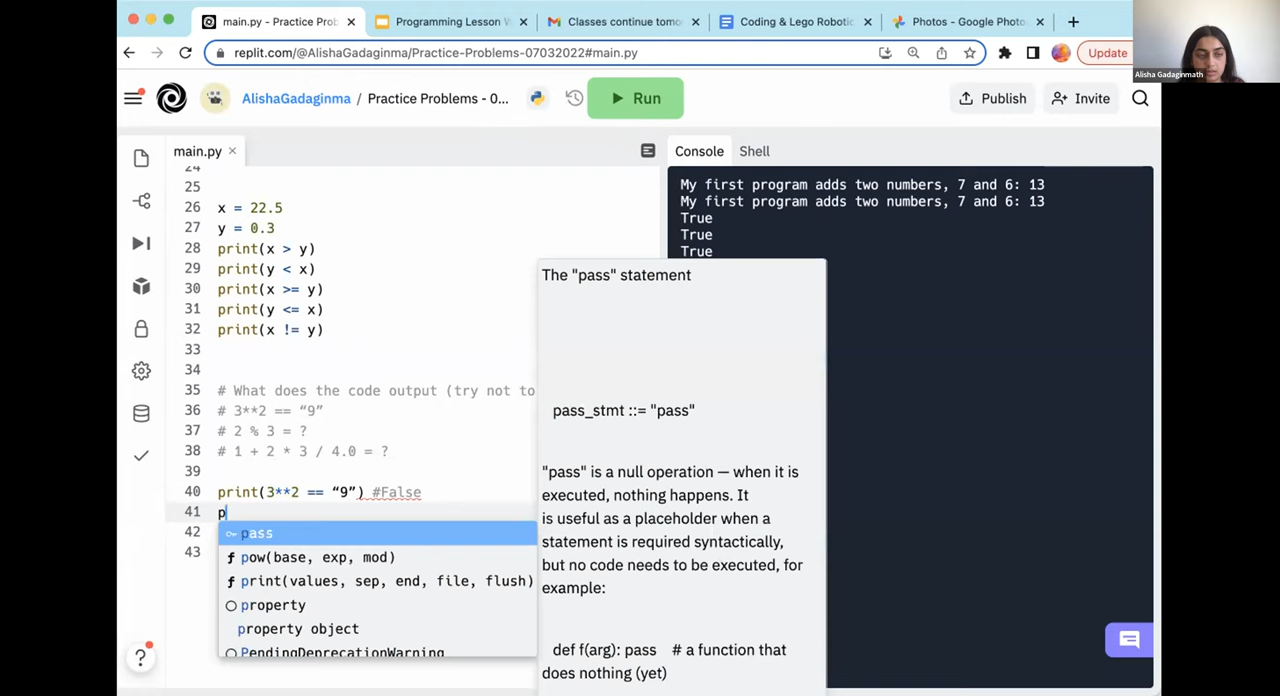 main.py - Practice Prob
Programming Lesson W
Classes continue tomo
Coding & Lego Robotic
Photos - Google Photo
replit.com/@AlishaGadaginma/Practice-Problems-07032022#main.py
Update
Alisha Gadaginmath
AlishaGadaginma / Practice Problems - 0...
Run
Publish
Invite
main.py
Console
Shell
24
25
26 x = 22.5
27 y = 0.3
28 print(x > y)
29 print(y < x)
30 print(x >= y)
31 print(y <= x)
32 print(x != y)
33
34
35 # What does the code output (try not to
36 # 3**2 == “9”
37 # 2 % 3 = ?
38 # 1 + 2 * 3 / 4.0 = ?
39
40 print(3**2 == “9”) #False
41 p
42
43
pass
pow(base, exp, mod)
print(values, sep, end, file, flush)
property
property object
PendingDeprecationWarning
My first program adds two numbers, 7 and 6: 13
My first program adds two numbers, 7 and 6: 13
True
True
True
The "pass" statement
pass_stmt ::= "pass"
"pass" is a null operation — when it is
executed, nothing happens. It
is useful as a placeholder when a
statement is required syntactically,
but no code needs to be executed, for
example:
def f(arg): pass # a function that
does nothing (yet)
?